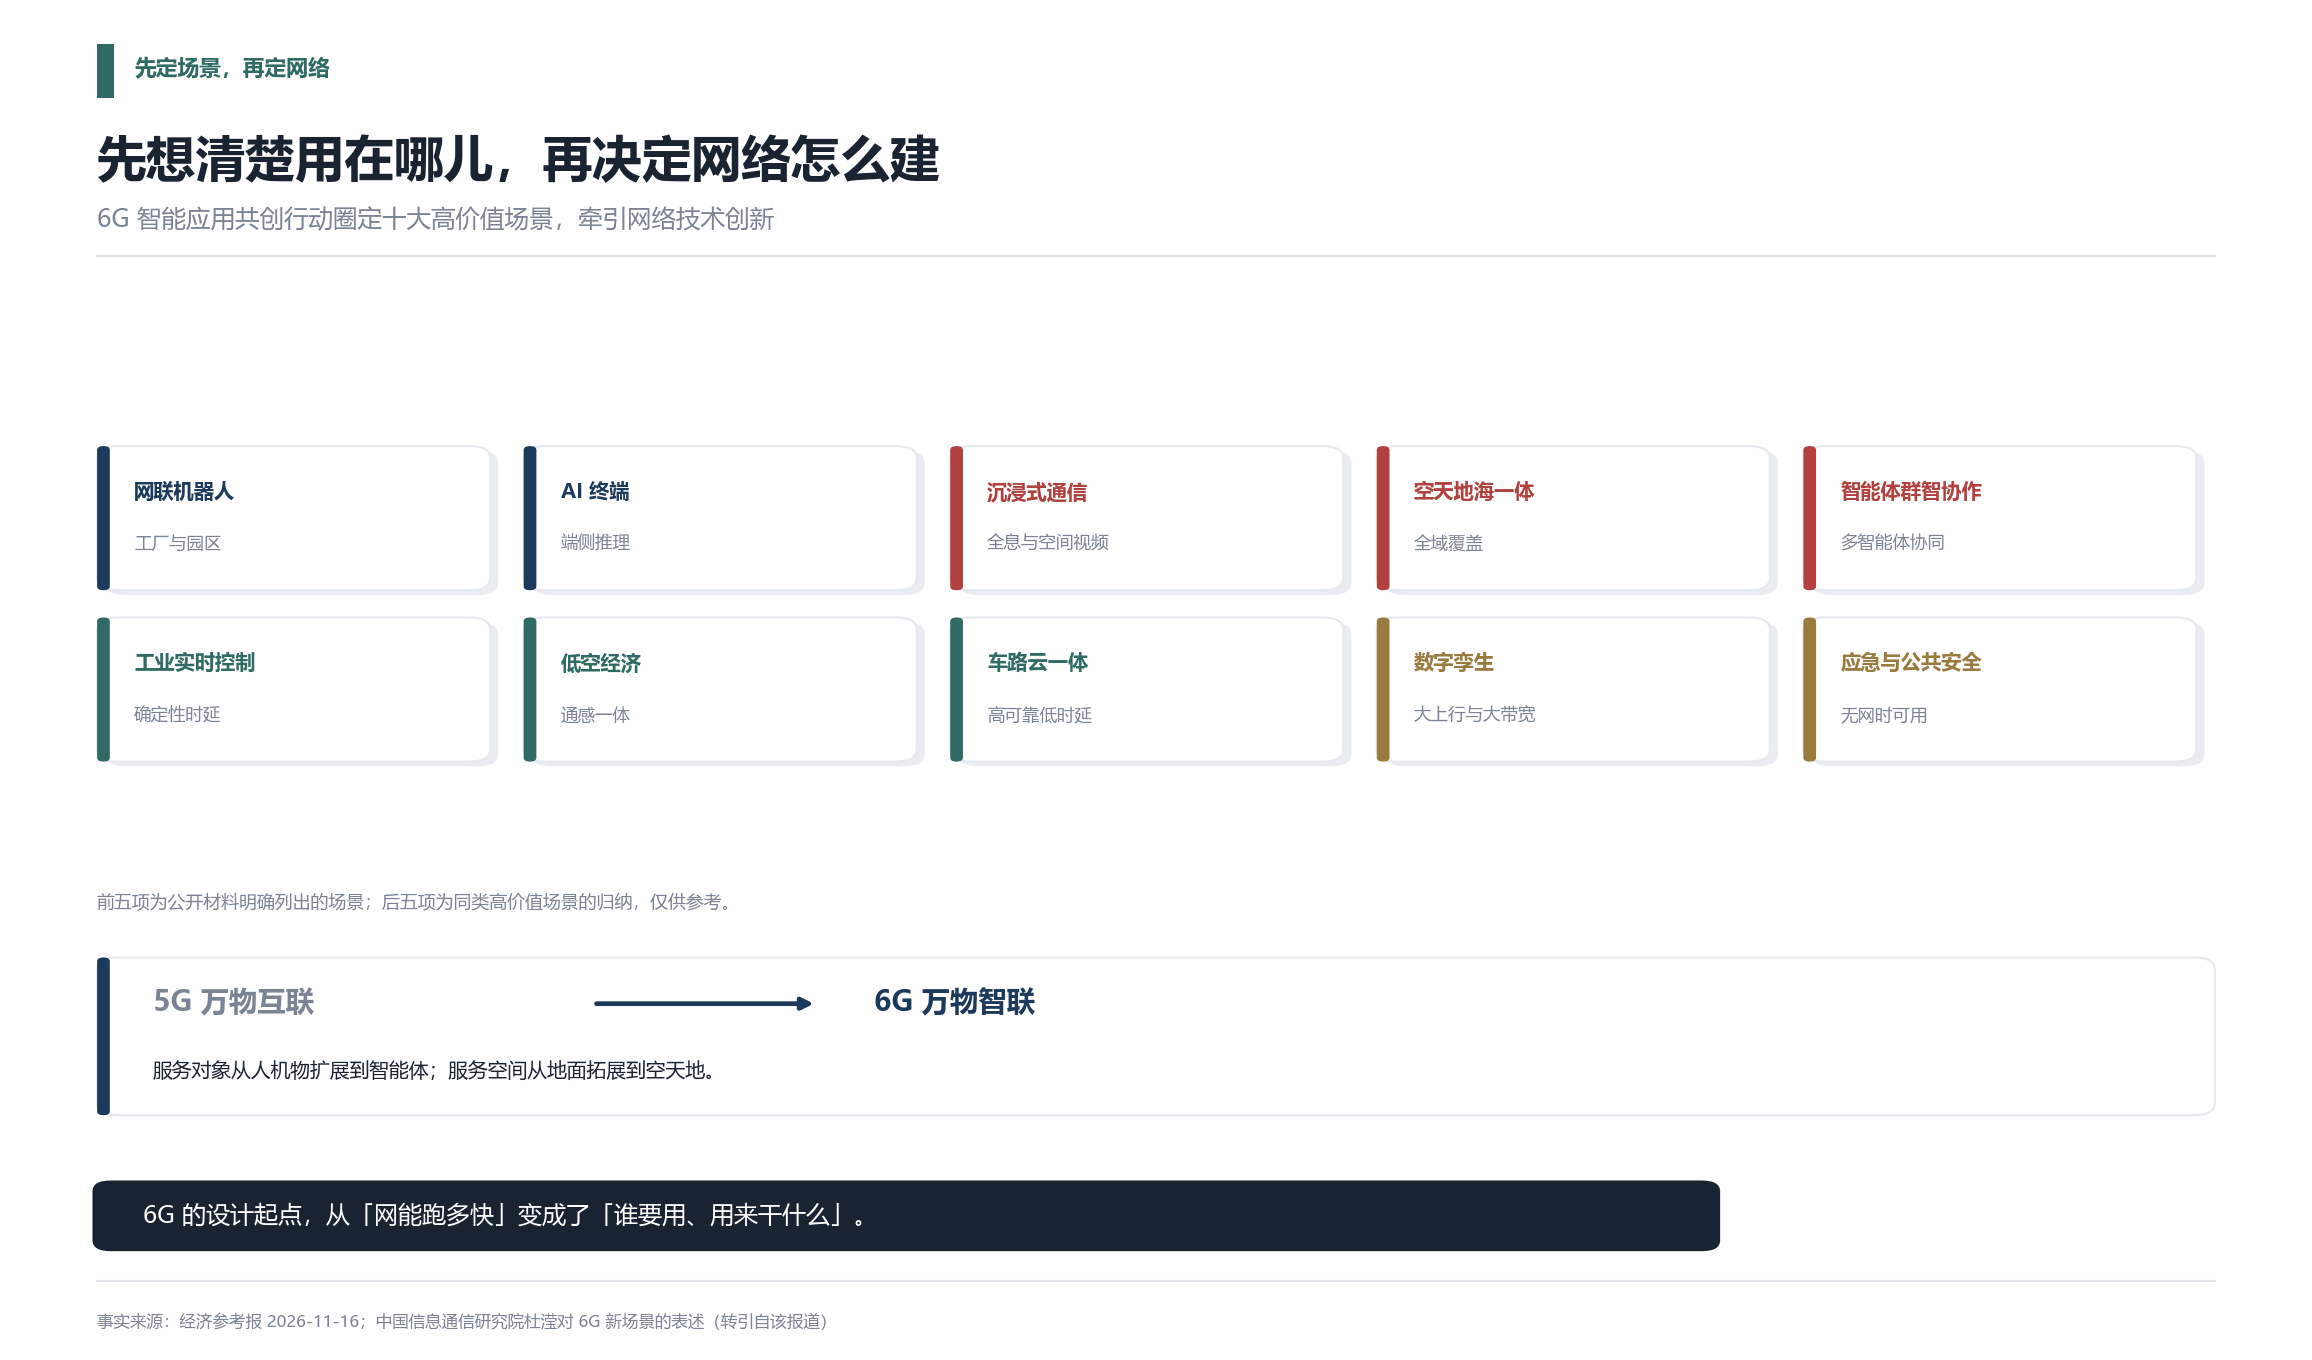 先定场景，再定网络
先想清楚用在哪儿，再决定网络怎么建
6G 智能应用共创行动圈定十大高价值场景，牵引网络技术创新
网联机器人
工厂与园区
AI 终端
端侧推理
沉浸式通信
全息与空间视频
空天地海一体
全域覆盖
智能体群智协作
多智能体协同
工业实时控制
确定性时延
低空经济
通感一体
车路云一体
高可靠低时延
数字孪生
大上行与大带宽
应急与公共安全
无网时可用
前五项为公开材料明确列出的场景；后五项为同类高价值场景的归纳，仅供参考。
5G 万物互联
6G 万物智联
服务对象从人机物扩展到智能体；服务空间从地面拓展到空天地。
6G 的设计起点，从「网能跑多快」变成了「谁要用、用来干什么」。
事实来源：经济参考报 2026-11-16；中国信息通信研究院杜滢对 6G 新场景的表述（转引自该报道）